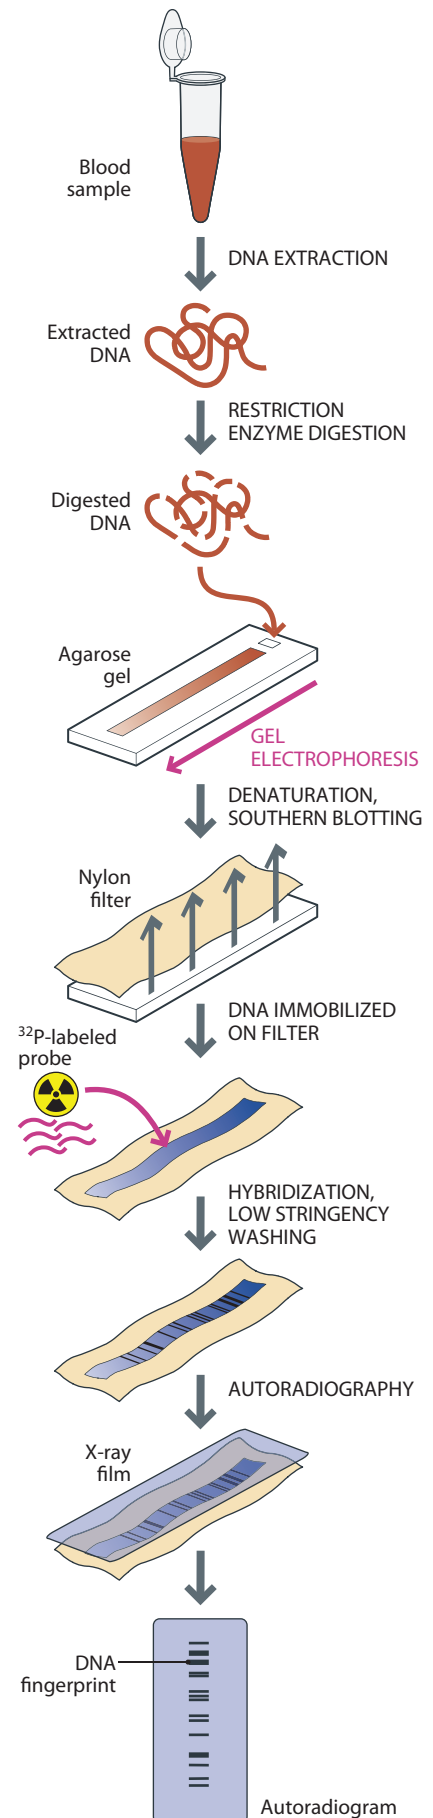 Blood
sample
DNA EXTRACTION
Extracted
DNA
RESTRICTION
ENZYME DIGESTION
Digested
DNA
Agarose
gel
GEL
ELECTROPHORESIS
DENATURATION,
SOUTHERN BLOTTING
Nylon
filter
DNA IMMOBILIZED
ON FILTER
³²P-labeled
probe
HYBRIDIZATION,
LOW STRINGENCY
WASHING
AUTORADIOGRAPHY
X-ray
film
DNA
fingerprint
Autoradiogram